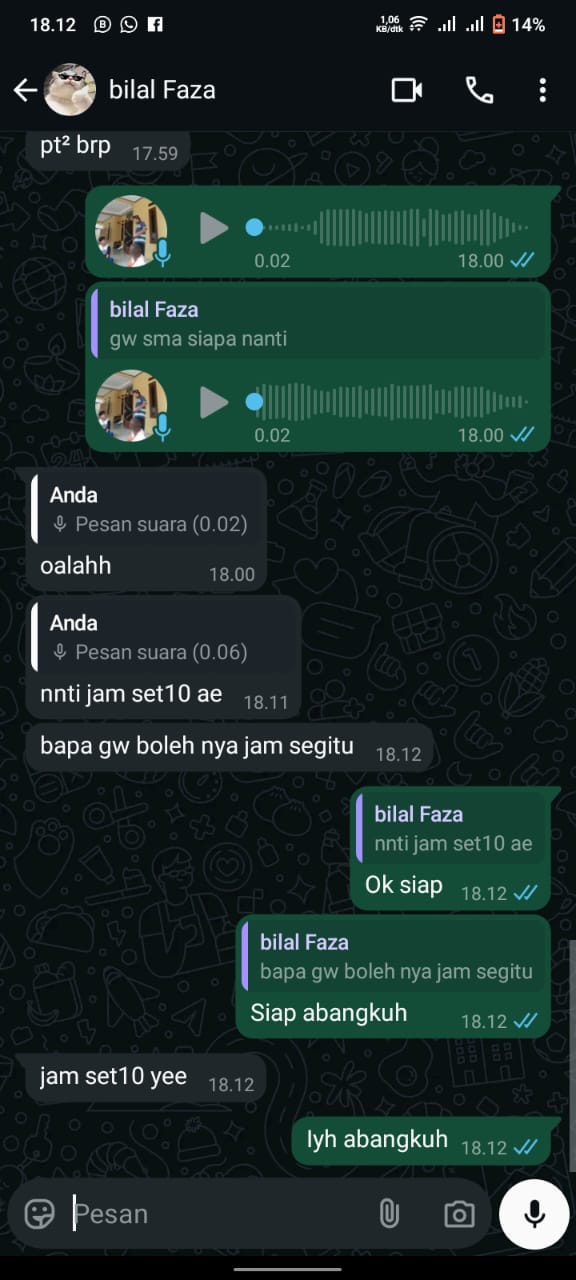 18.12
1,06
KB/dtk
14%
bilal Faza
pt² brp 17.59
0.02 18.00
bilal Faza
gw sma siapa nanti
0.02 18.00
Anda
Pesan suara (0.02)
oalahh 18.00
Anda
Pesan suara (0.06)
nnti jam set10 ae 18.11
bapa gw boleh nya jam segitu 18.12
bilal Faza
nnti jam set10 ae
Ok siap 18.12
bilal Faza
bapa gw boleh nya jam segitu
Siap abangkuh 18.12
jam set10 yee 18.12
Iyh abangkuh 18.12
Pesan